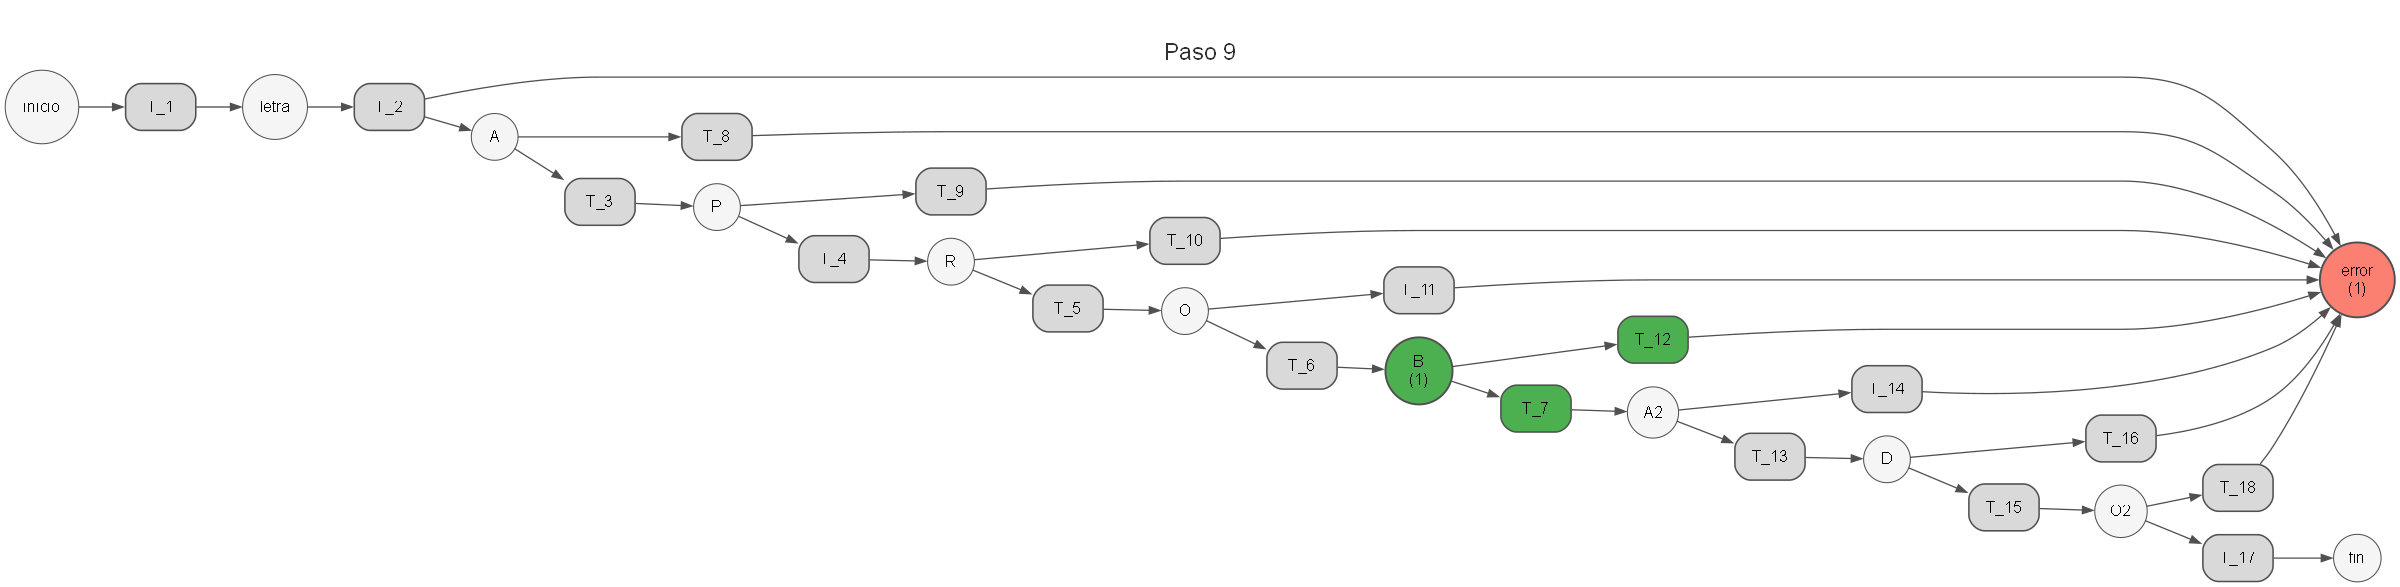 Paso 9
inicio
T_1
letra
T_2
A
T_8
T_3
P
T_9
T_4
R
T_10
T_5
O
T_11
T_6
B
(1)
T_12
T_7
A2
T_14
T_13
D
T_16
T_15
O2
T_18
T_17
fin
error
(1)